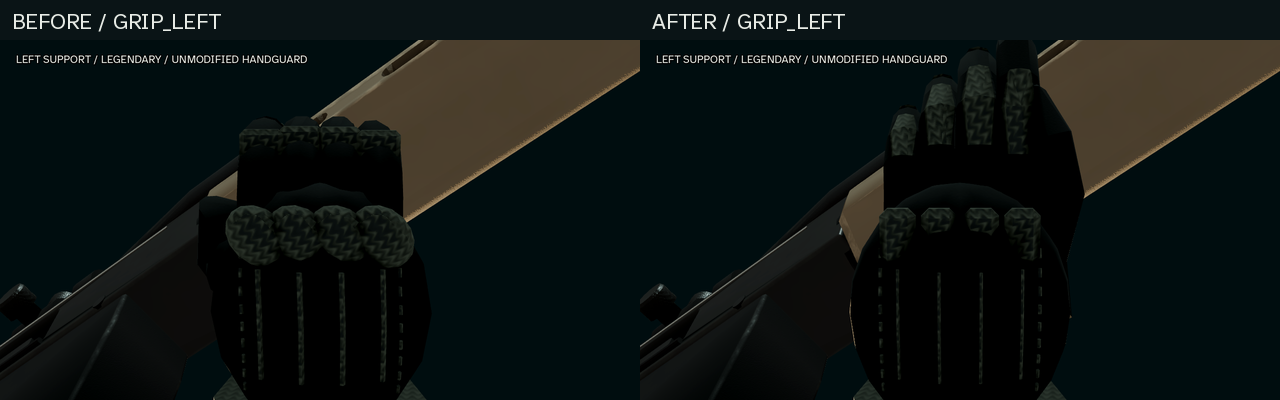 BEFORE / GRIP_LEFT
AFTER / GRIP_LEFT
LEFT SUPPORT / LEGENDARY / UNMODIFIED HANDGUARD
LEFT SUPPORT / LEGENDARY / UNMODIFIED HANDGUARD